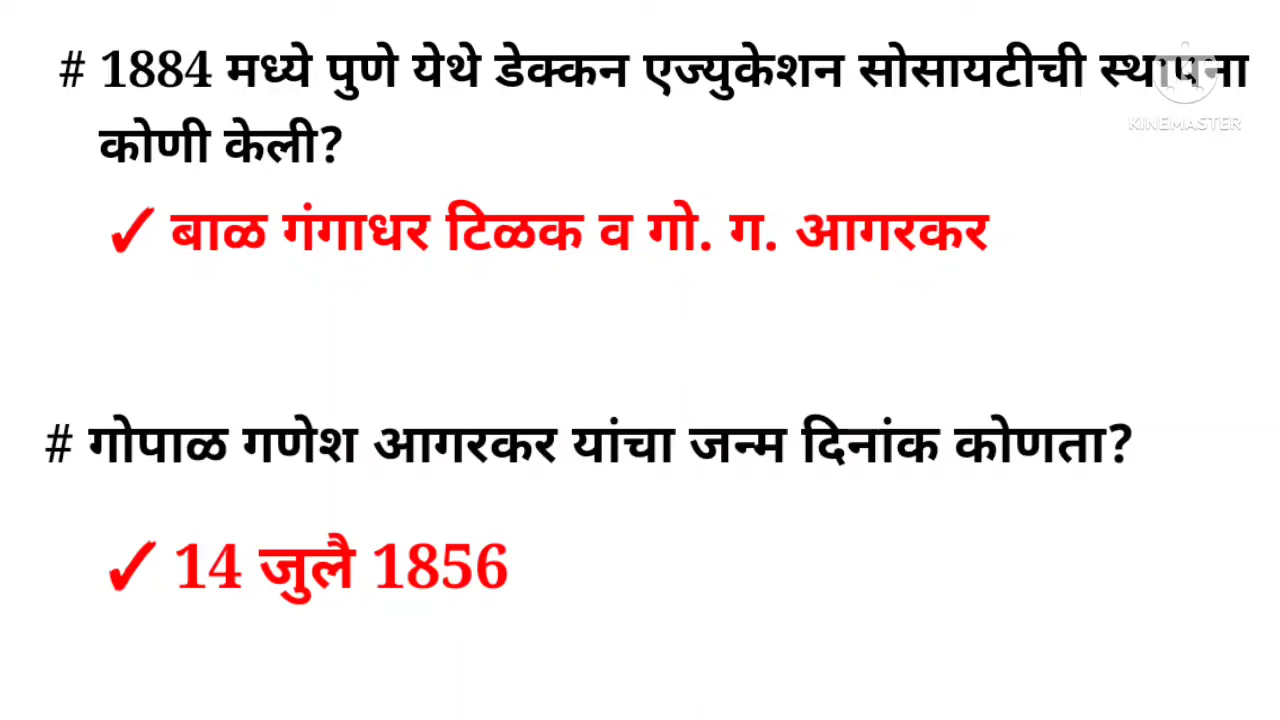 # 1884 मध्ये पुणे येथे डेक्कन एज्युकेशन सोसायटीची स्थापना
कोणी केली?
✓ बाळ गंगाधर टिळक व गो. ग. आगरकर
# गोपाळ गणेश आगरकर यांचा जन्म दिनांक कोणता?
✓ 14 जुलै 1856
KINEMASTER